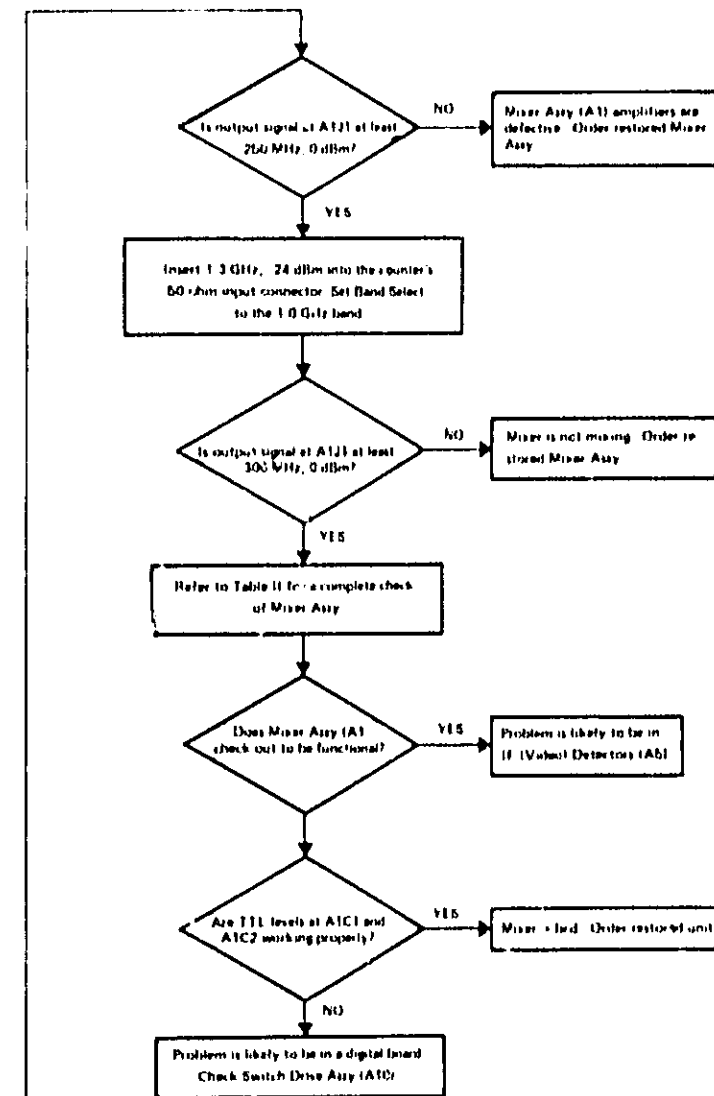 Is output signal at A1J1 at least
250 MHz, 0 dBm?
NO
Mixer Assy (A1) amplifiers are
defective. Order restored Mixer
Assy
YES
Insert 1.3 GHz, -24 dBm into the counter's
50 ohm input connector. Set Band Select
to the 1.0 GHz band
Is output signal at A1J1 at least
300 MHz, 0 dBm?
NO
Mixer is not mixing. Order re
stored Mixer Assy
YES
Refer to Table II for a complete check
of Mixer Assy
Does Mixer Assy (A1
check out to be functional?
YES
Problem is likely to be in
IF (Video) Detectors (A5)
Are TTL levels at A1C1 and
A1C2 working properly?
YES
Mixer bad. Order restored unit
NO
Problem is likely to be in a digital board
Check Switch Drive Assy (A10)